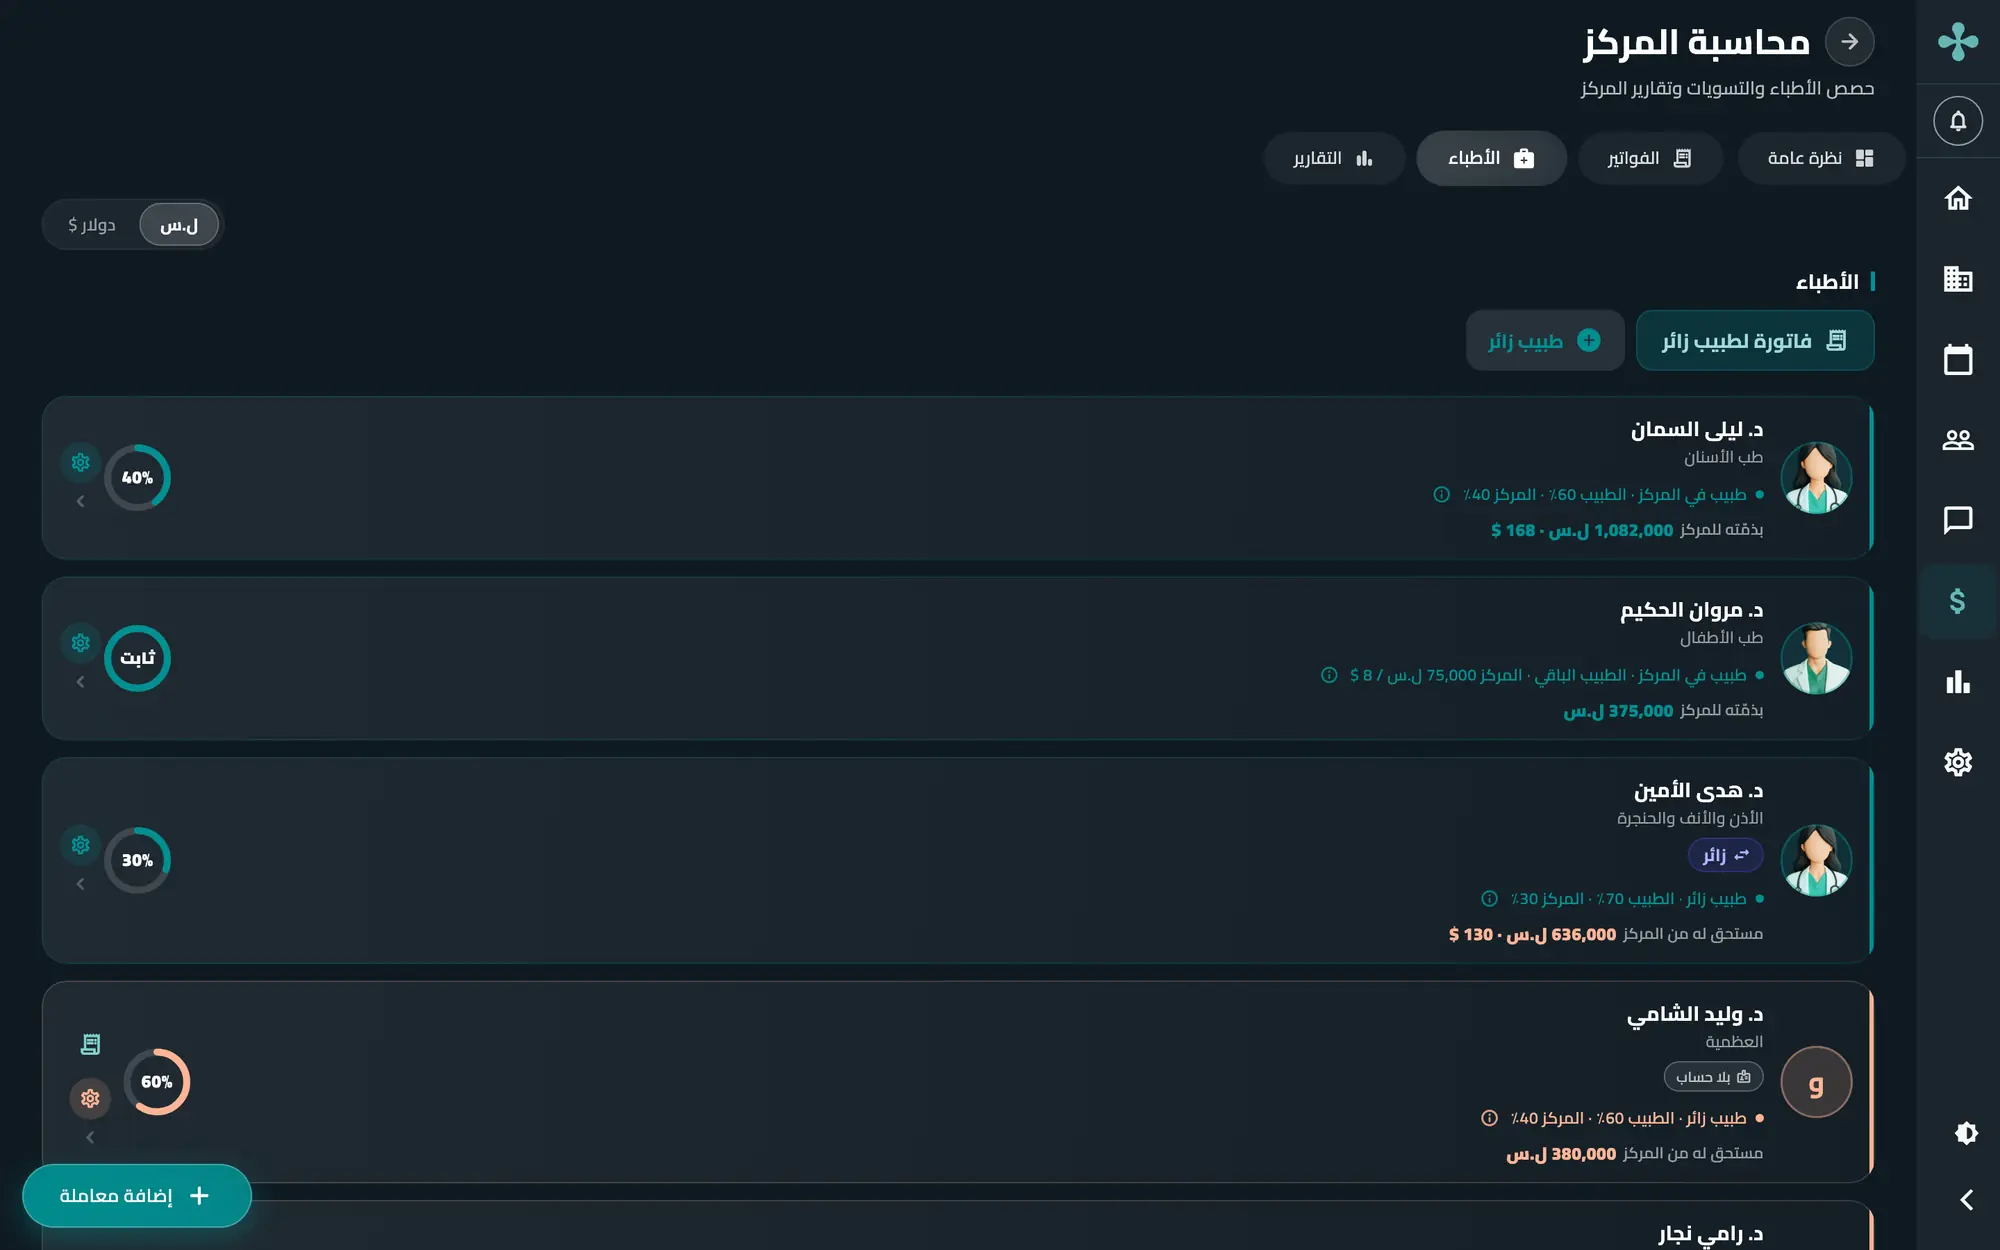 محاسبة المركز
حصص الأطباء والتسويات وتقارير المركز
نظرة عامة
الفواتير
الأطباء
التقارير
ل.س
دولار $
الأطباء
فاتورة لطبيب زائر
طبيب زائر
د. ليلى السمان
طب الأسنان
طبيب في المركز · الطبيب 60٪ · المركز 40٪
بذمّته للمركز 1,082,000 ل.س · 168 $
40%
د. مروان الحكيم
طب الأطفال
طبيب في المركز · الطبيب الباقي · المركز 75,000 ل.س / 8 $
بذمّته للمركز 375,000 ل.س
ثابت
د. هدى الأمين
الأذن والأنف والحنجرة
زائر
طبيب زائر · الطبيب 70٪ · المركز 30٪
مستحق له من المركز 636,000 ل.س · 130 $
30%
د. وليد الشامي
العظمية
بلا حساب
و
طبيب زائر · الطبيب 60٪ · المركز 40٪
مستحق له من المركز 380,000 ل.س
60%
إضافة معاملة
د. رامي نجار